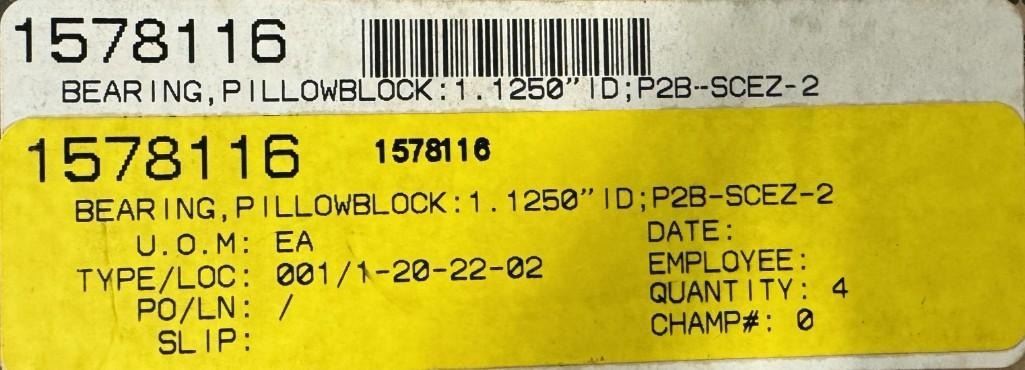 1578116
BEARING,PILLOWBLOCK:1.1250"ID;P2B-SCEZ-2
1578116 1578116
BEARING,PILLOWBLOCK:1.1250"ID;P2B-SCEZ-2
U.O.M: EA DATE:
TYPE/LOC: 001/1-20-22-02 EMPLOYEE:
PO/LN: / QUANTITY: 4
SLIP: CHAMP#: 0